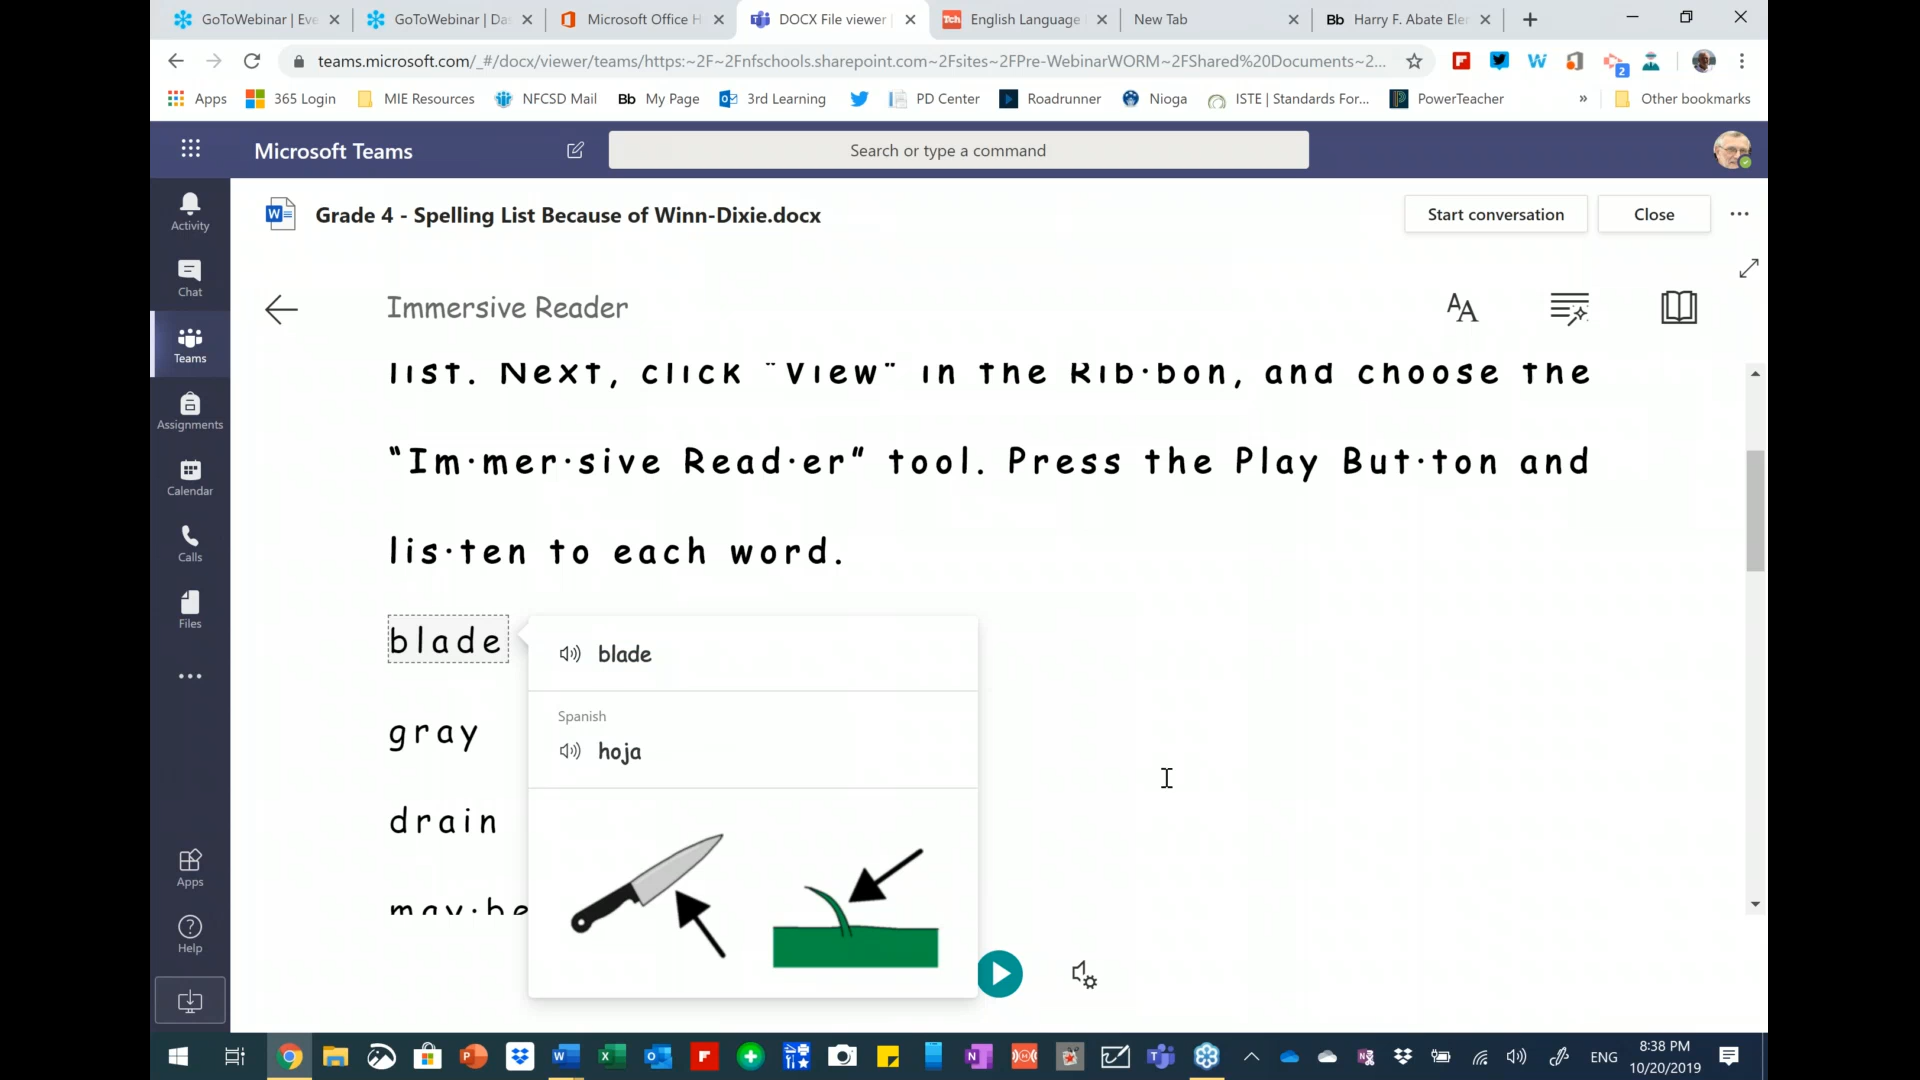 GoToWebinar | Eve
GoToWebinar | Da
Microsoft Office H
DOCX File viewer |
Tch English Language
New Tab
Bb Harry F. Abate Ele
teams.microsoft.com/_#/docx/viewer/teams/https:~2F~2Fnfschools.sharepoint.com~2Fsites~2FPre-WebinarWORM~2FShared%20Documents~2...
2
Apps
365 Login
MIE Resources
NFCSD Mail
Bb My Page
3rd Learning
PD Center
Roadrunner
Nioga
ISTE | Standards For...
PowerTeacher
»
Other bookmarks
Microsoft Teams
Search or type a command
Activity
Chat
Teams
Assignments
Calendar
Calls
Files
Apps
Help
Grade 4 - Spelling List Because of Winn-Dixie.docx
Start conversation
Close
Immersive Reader
list. Next, click "View" in the Rib·bon, and choose the
“Im·mer·sive Read·er” tool. Press the Play But·ton and
lis·ten to each word.
blade
gray
drain
may·be
blade
Spanish
hoja
ENG
8:38 PM
10/20/2019